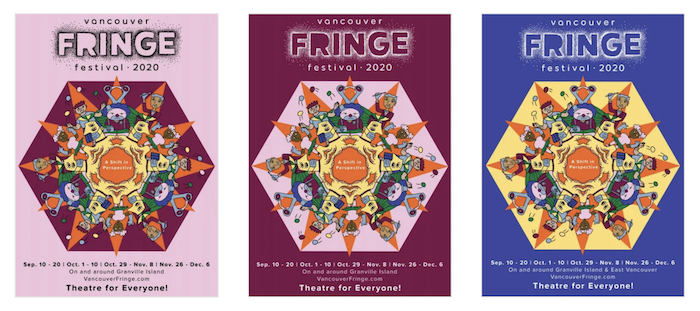 vancouver
FRINGE
festival · 2020
A Shift in
Perspective
Sep. 10 - 20 | Oct. 1 - 10 | Oct. 29 - Nov. 8 | Nov. 26 - Dec. 6
On and around Granville Island
VancouverFringe.com
Theatre for Everyone!
vancouver
FRINGE
festival · 2020
A Shift in
Perspective
Sep. 10 - 20 | Oct. 1 - 10 | Oct. 29 - Nov. 8 | Nov. 26 - Dec. 6
On and around Granville Island
VancouverFringe.com
Theatre for Everyone!
vancouver
FRINGE
festival · 2020
A Shift in
Perspective
Sep. 10 - 20 | Oct. 1 - 10 | Oct. 29 - Nov. 8 | Nov. 26 - Dec. 6
On and around Granville Island & East Vancouver
VancouverFringe.com
Theatre for Everyone!